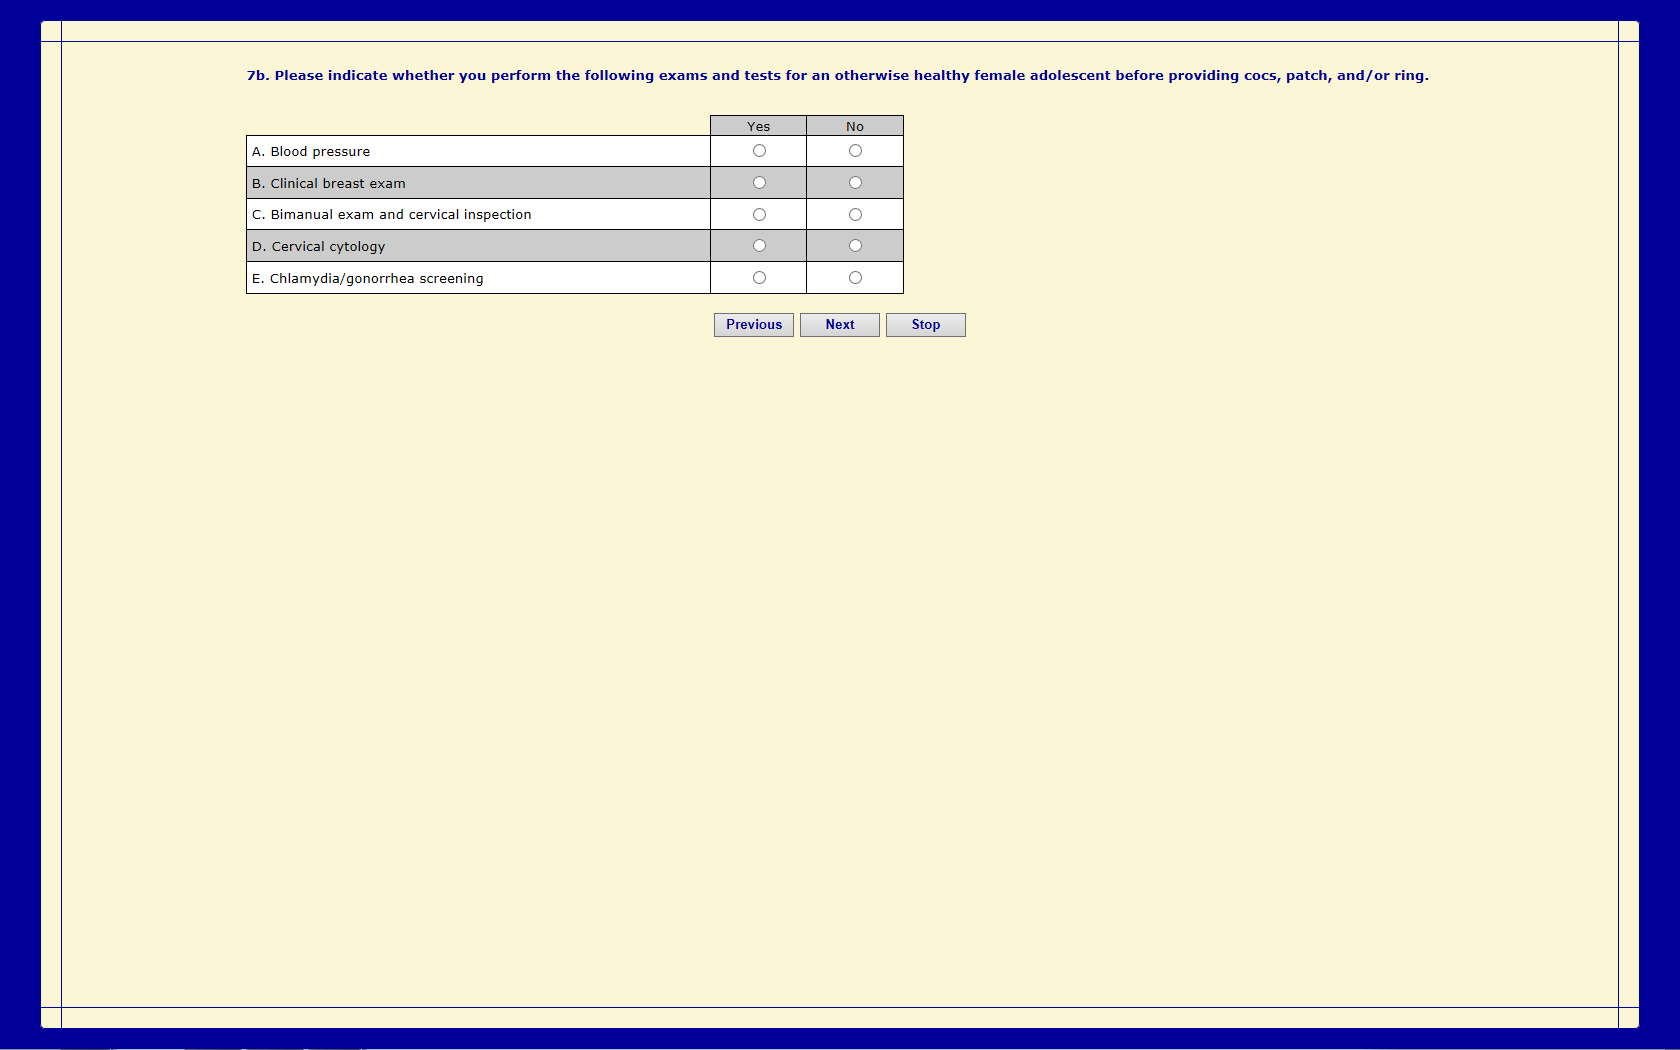 7b. Please indicate whether you perform the following exams and tests for an otherwise healthy female adolescent before providing cocs, patch, and/or ring.
Yes No
A. Blood pressure
B. Clinical breast exam
C. Bimanual exam and cervical inspection
D. Cervical cytology
E. Chlamydia/gonorrhea screening
Previous Next Stop